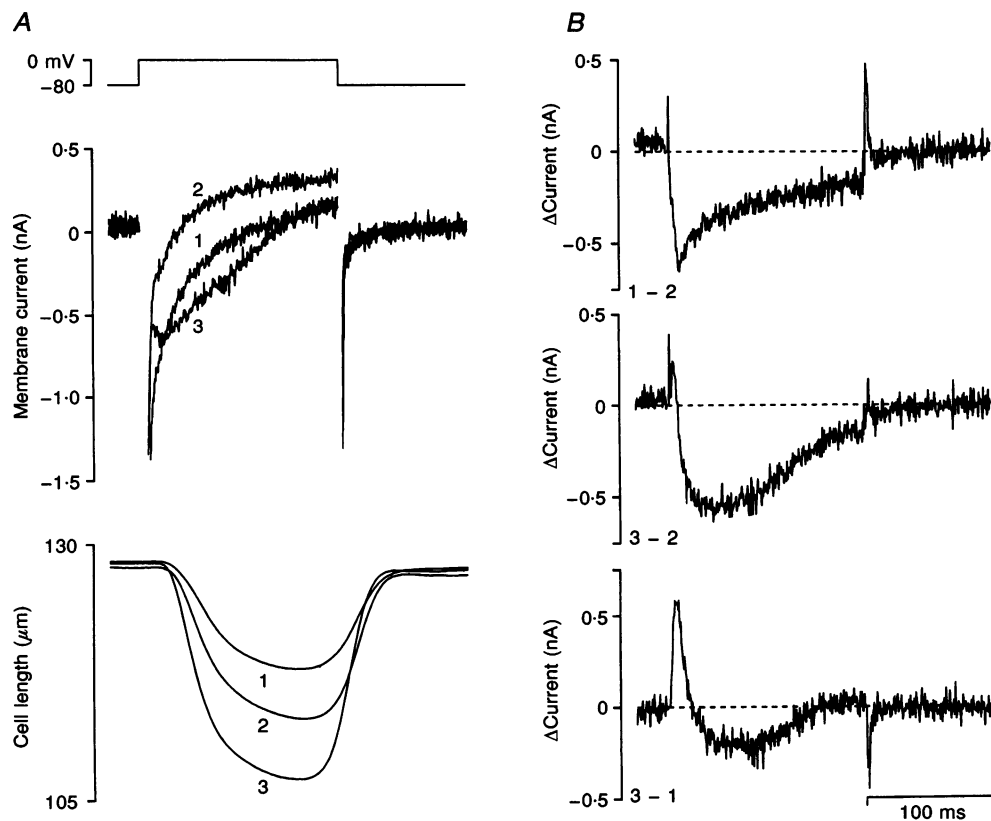 A
0 mV
−80
0·5
0
−0·5
−1·0
−1·5
Membrane current (nA)
2
1
3
130
105
Cell length (μm)
1
2
3
B
0·5
0
−0·5
ΔCurrent (nA)
1 − 2
0·5
0
−0·5
ΔCurrent (nA)
3 − 2
0·5
0
−0·5
ΔCurrent (nA)
3 − 1
100 ms